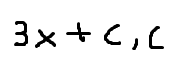 3x + c, c